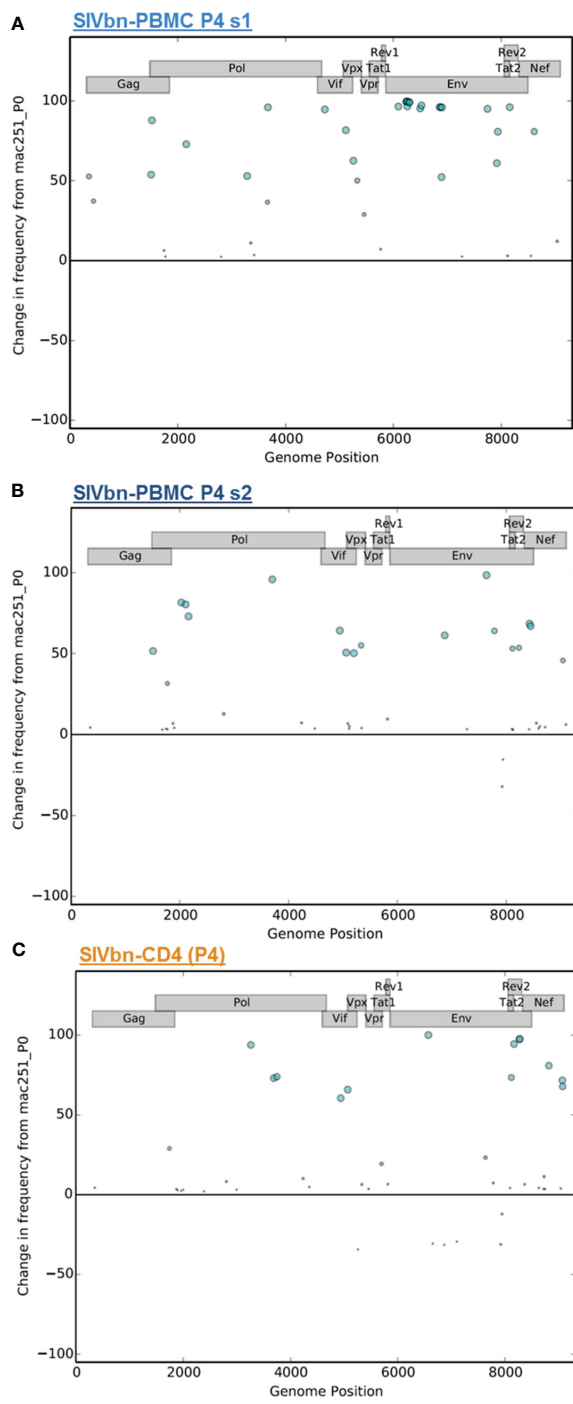 A
SIVbn-PBMC P4 s1
Rev1 Rev2
Pol Vpx Tat1 Tat2 Nef
Gag Vif Vpr Env
Change in frequency from mac251_P0
100
50
0
−50
−100
0 2000 4000 6000 8000
Genome Position
B
SIVbn-PBMC P4 s2
Rev1 Rev2
Pol Vpx Tat1 Tat2 Nef
Gag Vif Vpr Env
Change in frequency from mac251_P0
100
50
0
−50
−100
0 2000 4000 6000 8000
Genome Position
C
SIVbn-CD4 (P4)
Rev1 Rev2
Pol Vpx Tat1 Tat2 Nef
Gag Vif Vpr Env
Change in frequency from mac251_P0
100
50
0
−50
−100
0 2000 4000 6000 8000
Genome Position